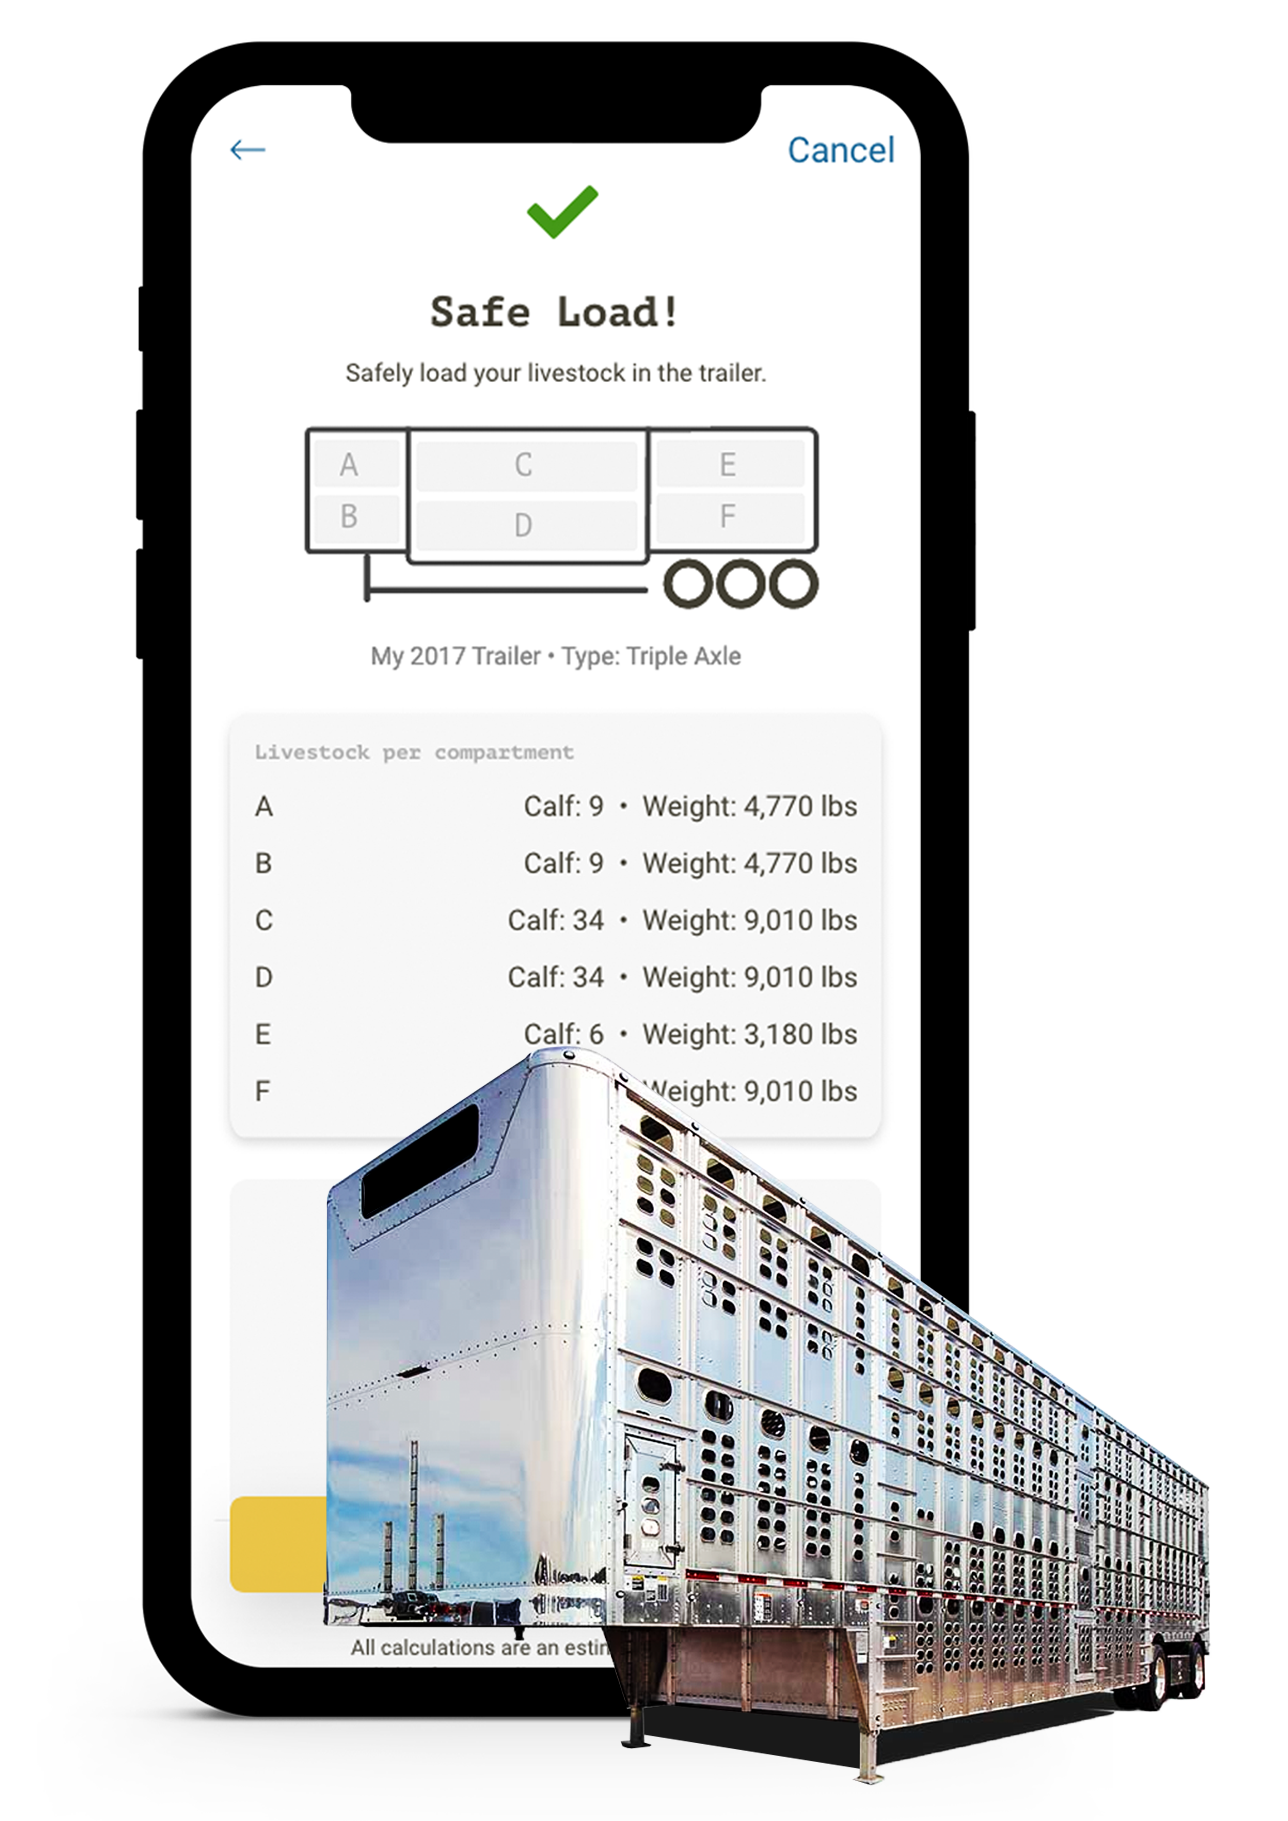 Cancel
Safe Load!
Safely load your livestock in the trailer.
A C E
B D F
My 2017 Trailer • Type: Triple Axle
Livestock per compartment
A Calf: 9 • Weight: 4,770 lbs
B Calf: 9 • Weight: 4,770 lbs
C Calf: 34 • Weight: 9,010 lbs
D Calf: 34 • Weight: 9,010 lbs
E Calf: 6 • Weight: 3,180 lbs
F Weight: 9,010 lbs
All calculations are an